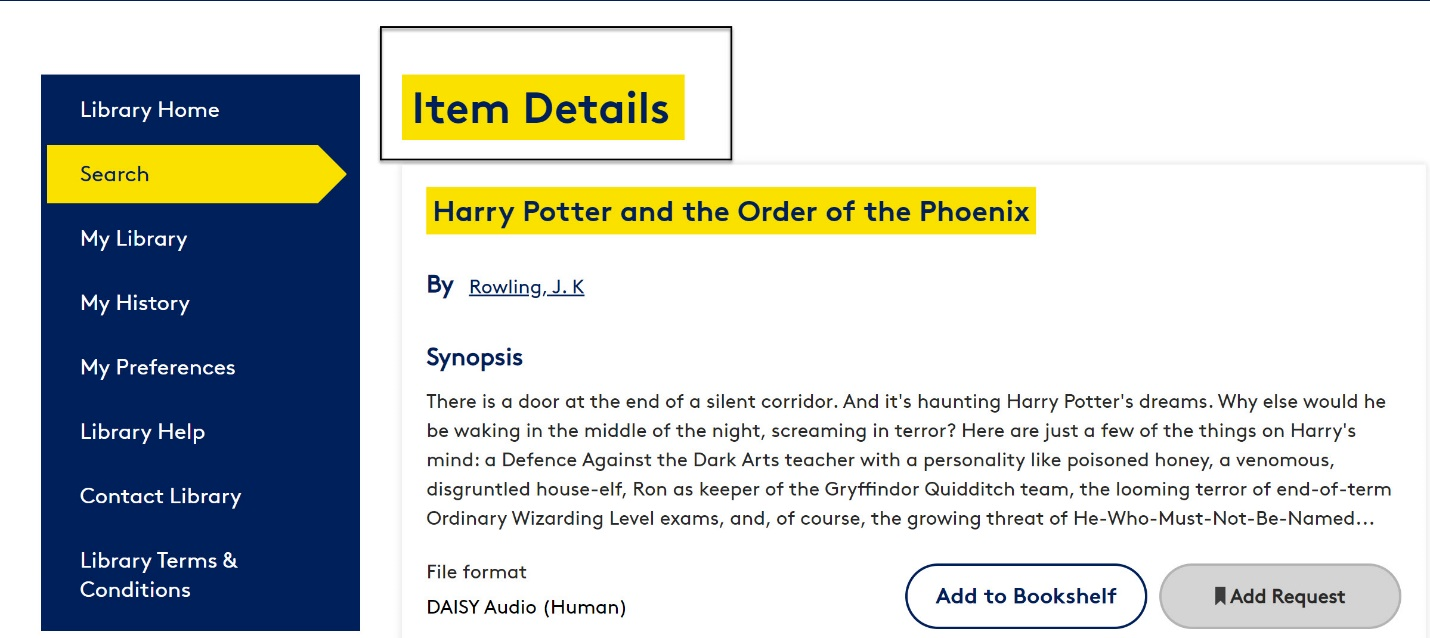 Library Home
Search
My Library
My History
My Preferences
Library Help
Contact Library
Library Terms &
Conditions
Item Details
Harry Potter and the Order of the Phoenix
By Rowling, J. K
Synopsis
There is a door at the end of a silent corridor. And it's haunting Harry Potter's dreams. Why else would he
be waking in the middle of the night, screaming in terror? Here are just a few of the things on Harry's
mind: a Defence Against the Dark Arts teacher with a personality like poisoned honey, a venomous,
disgruntled house-elf, Ron as keeper of the Gryffindor Quidditch team, the looming terror of end-of-term
Ordinary Wizarding Level exams, and, of course, the growing threat of He-Who-Must-Not-Be-Named...
File format
DAISY Audio (Human)
Add to Bookshelf
Add Request